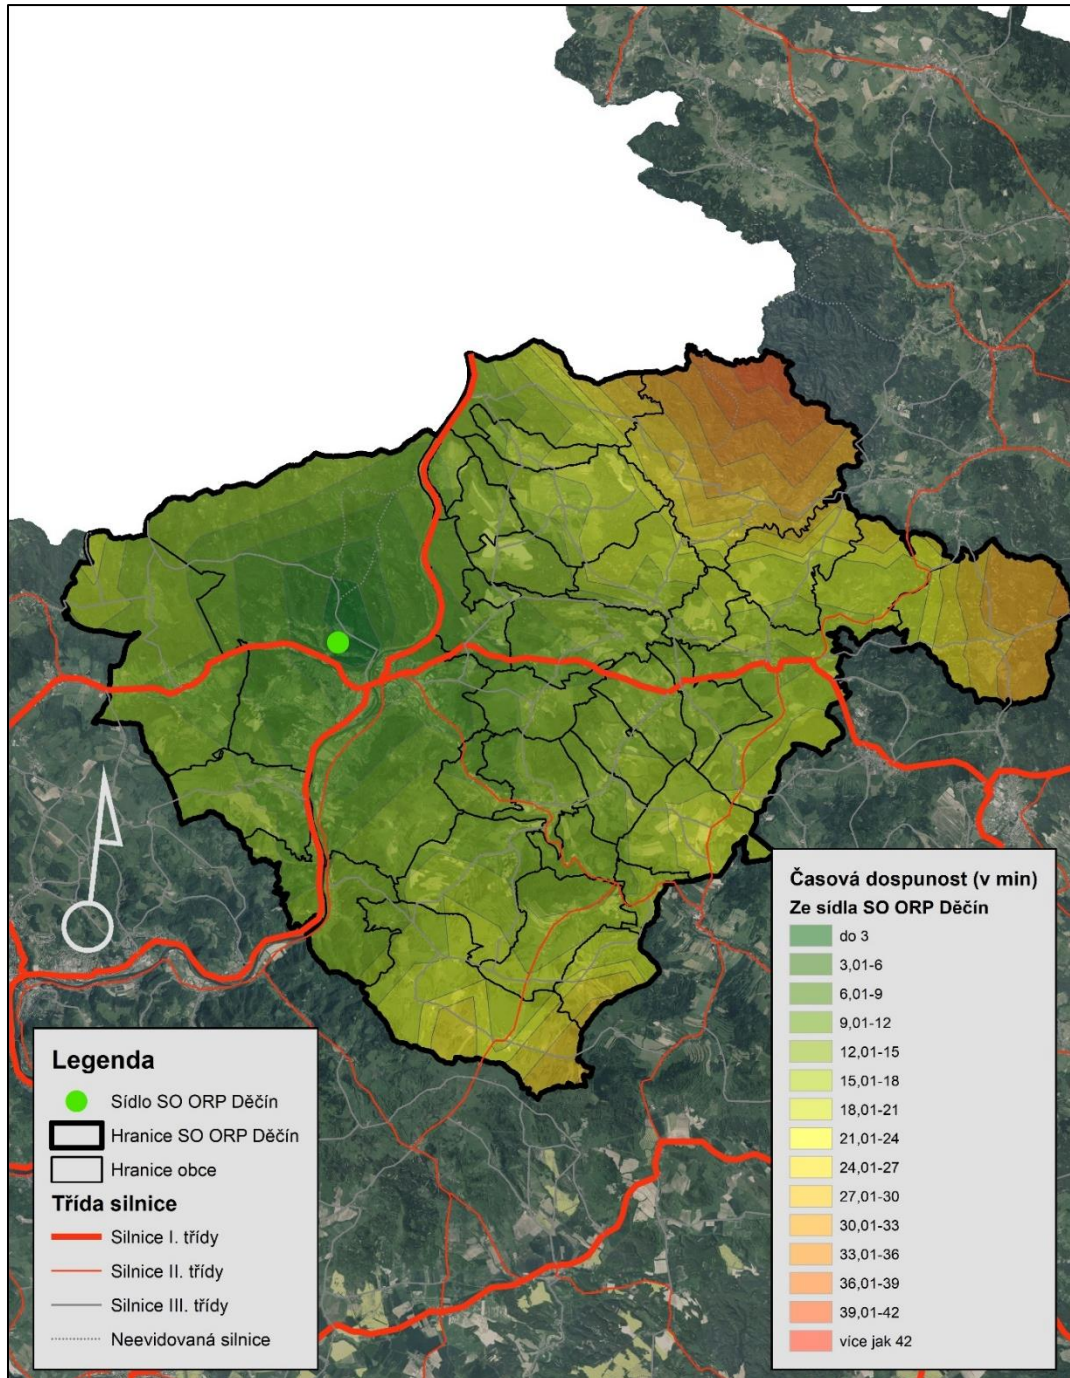 Časová dospunost (v min)
Ze sídla SO ORP Děčín
do 3
3,01-6
6,01-9
9,01-12
12,01-15
15,01-18
18,01-21
21,01-24
24,01-27
27,01-30
30,01-33
33,01-36
36,01-39
39,01-42
více jak 42
Legenda
Sídlo SO ORP Děčín
Hranice SO ORP Děčín
Hranice obce
Třída silnice
Silnice I. třídy
Silnice II. třídy
Silnice III. třídy
Neevidovaná silnice